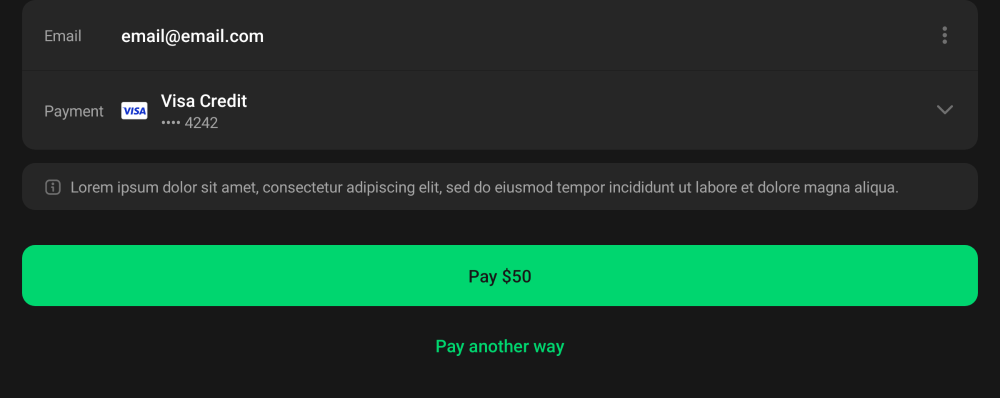 Email email@email.com
Payment VISA Visa Credit
•••• 4242
Lorem ipsum dolor sit amet, consectetur adipiscing elit, sed do eiusmod tempor incididunt ut labore et dolore magna aliqua.
Pay $50
Pay another way